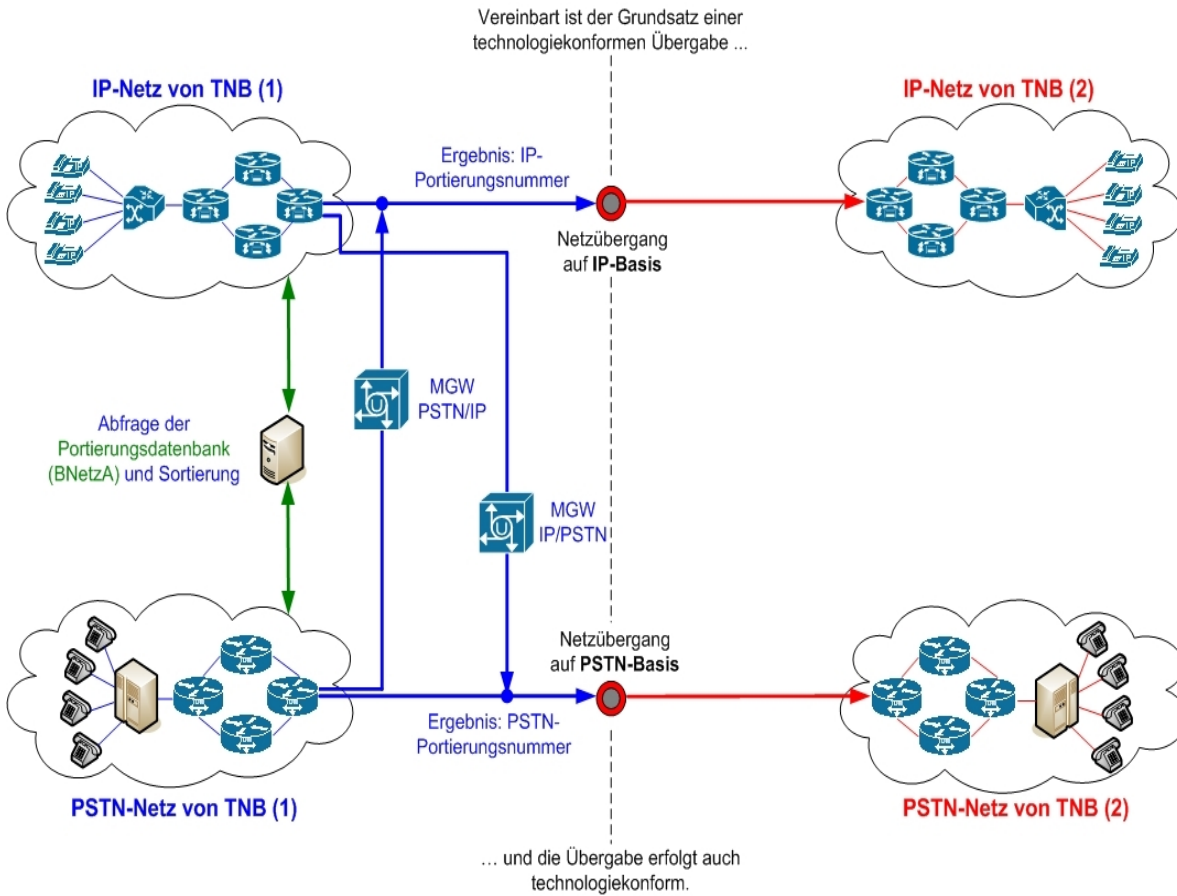 Vereinbart ist der Grundsatz einer
technologiekonformen Übergabe ...
IP-Netz von TNB (1)
IP-Netz von TNB (2)
Ergebnis: IP-
Portierungsnummer
Netzübergang
auf IP-Basis
MGW
PSTN/IP
Abfrage der
Portierungsdatenbank
(BNetzA) und Sortierung
MGW
IP/PSTN
Netzübergang
auf PSTN-Basis
Ergebnis: PSTN-
Portierungsnummer
PSTN-Netz von TNB (1)
PSTN-Netz von TNB (2)
... und die Übergabe erfolgt auch
technologiekonform.